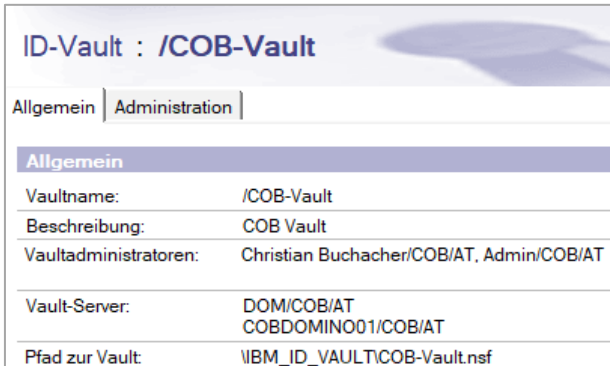 ID-Vault : /COB-Vault
Allgemein Administration
Allgemein
Vaultname: /COB-Vault
Beschreibung: COB Vault
Vaultadministratoren: Christian Buchacher/COB/AT, Admin/COB/AT
Vault-Server: DOM/COB/AT
COBDOMINO01/COB/AT
Pfad zur Vault: \IBM_ID_VAULT\COB-Vault.nsf